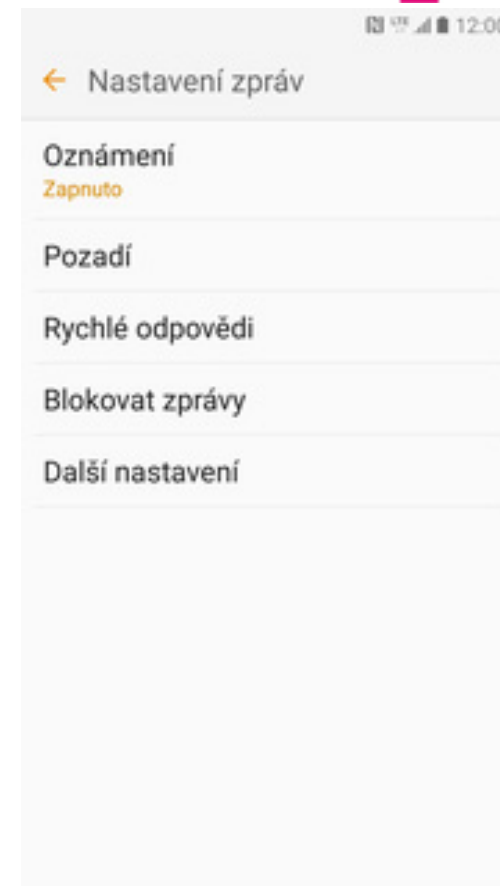 12:00
Nastavení zpráv
Oznámení
Zapnuto
Pozadí
Rychlé odpovědi
Blokovat zprávy
Další nastavení